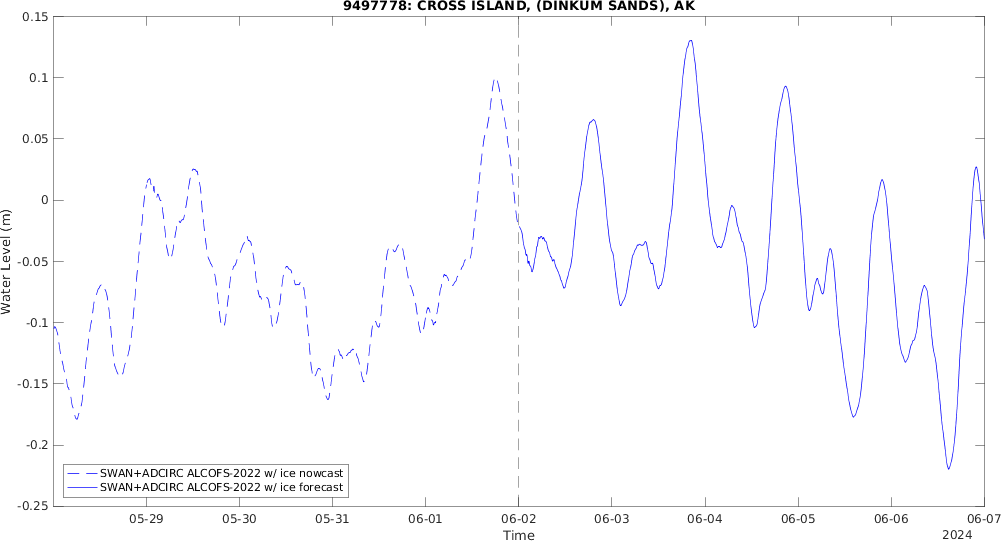 9497778: CROSS ISLAND, (DINKUM SANDS), AK
0.15
0.1
0.05
0
-0.05
-0.1
-0.15
-0.2
-0.25
Water Level (m)
SWAN+ADCIRC ALCOFS-2022 w/ ice nowcast
SWAN+ADCIRC ALCOFS-2022 w/ ice forecast
05-29 05-30 05-31 06-01 06-02 06-03 06-04 06-05 06-06 06-07
Time
2024